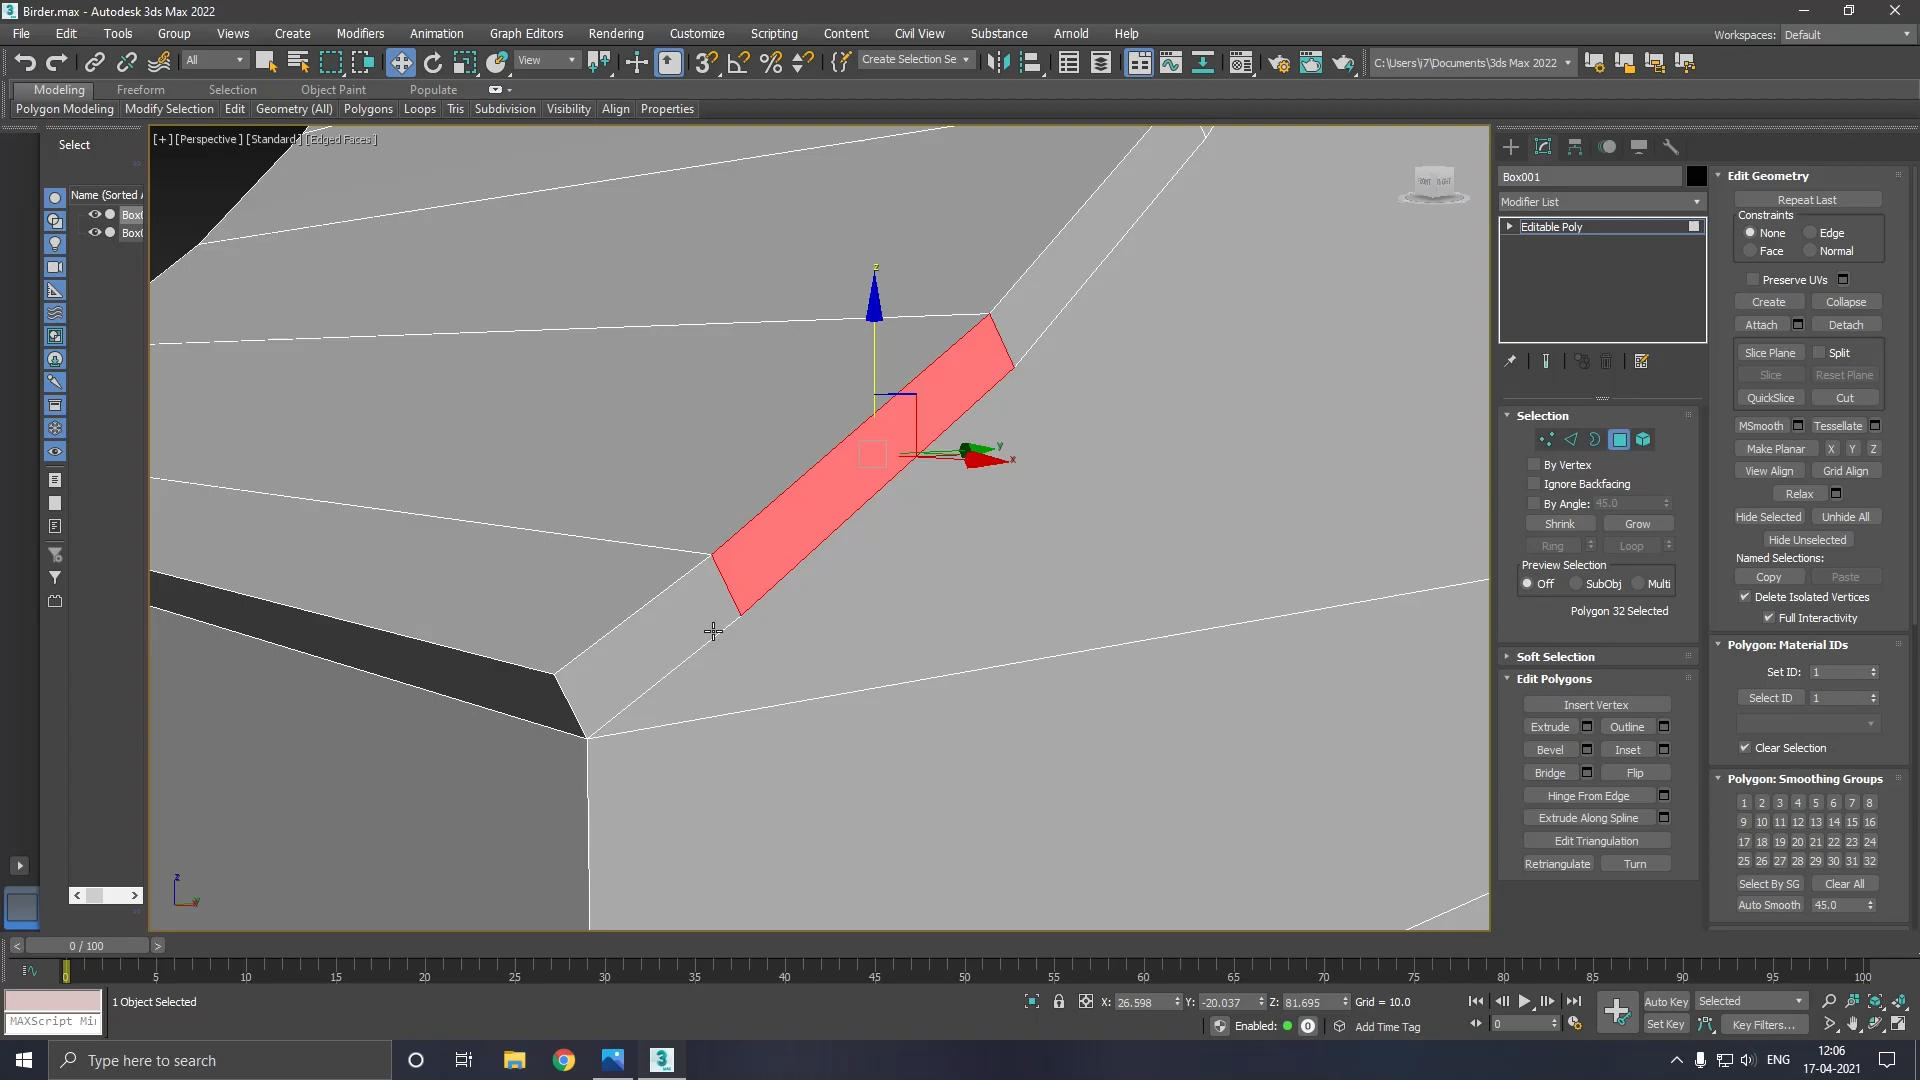 Birder.max - Autodesk 3ds Max 2022
File Edit Tools Group Views Create Modifiers Animation Graph Editors Rendering Customize Scripting Content Civil View Substance Arnold Help
Workspaces: Default
All View Create Selection Se C:\Users\i7\Documents\3ds Max 2022
Modeling Freeform Selection Object Paint Populate
Polygon Modeling Modify Selection Edit Geometry (All) Polygons Loops Tris Subdivision Visibility Align Properties
Select
Name (Sorted A
[+] [Perspective ] [Standard ] [Edged Faces ]
z
y
x
z
Box001
Modifier List
Editable Poly
Selection
By Vertex
Ignore Backfacing
By Angle: 45.0
Shrink Grow
Ring Loop
Preview Selection
Off SubObj Multi
Polygon 32 Selected
Soft Selection
Edit Polygons
Insert Vertex
Extrude Outline
Bevel Inset
Bridge Flip
Hinge From Edge
Extrude Along Spline
Edit Triangulation
Retriangulate Turn
Edit Geometry
Repeat Last
Constraints
None Edge
Face Normal
Preserve UVs
Create Collapse
Attach Detach
Slice Plane Split
Slice Reset Plane
QuickSlice Cut
MSmooth Tessellate
Make Planar X Y Z
View Align Grid Align
Relax
Hide Selected Unhide All
Hide Unselected
Named Selections:
Copy Paste
Delete Isolated Vertices
Full Interactivity
Polygon: Material IDs
Set ID: 1
Select ID 1
Clear Selection
Polygon: Smoothing Groups
1 2 3 4 5 6 7 8
9 10 11 12 13 14 15 16
17 18 19 20 21 22 23 24
25 26 27 28 29 30 31 32
Select By SG Clear All
Auto Smooth 45.0
< 0 / 100 >
0 5 10 15 20 25 30 35 40 45 50 55 60 65 70 75 80 85 90 95 100
1 Object Selected X: 26.598 Y: -20.037 Z: 81.695 Grid = 10.0 Auto Key Selected
MAXScript Mi Enabled: 0 Add Time Tag 0 Set Key Key Filters...
Type here to search ENG 12:06
17-04-2021